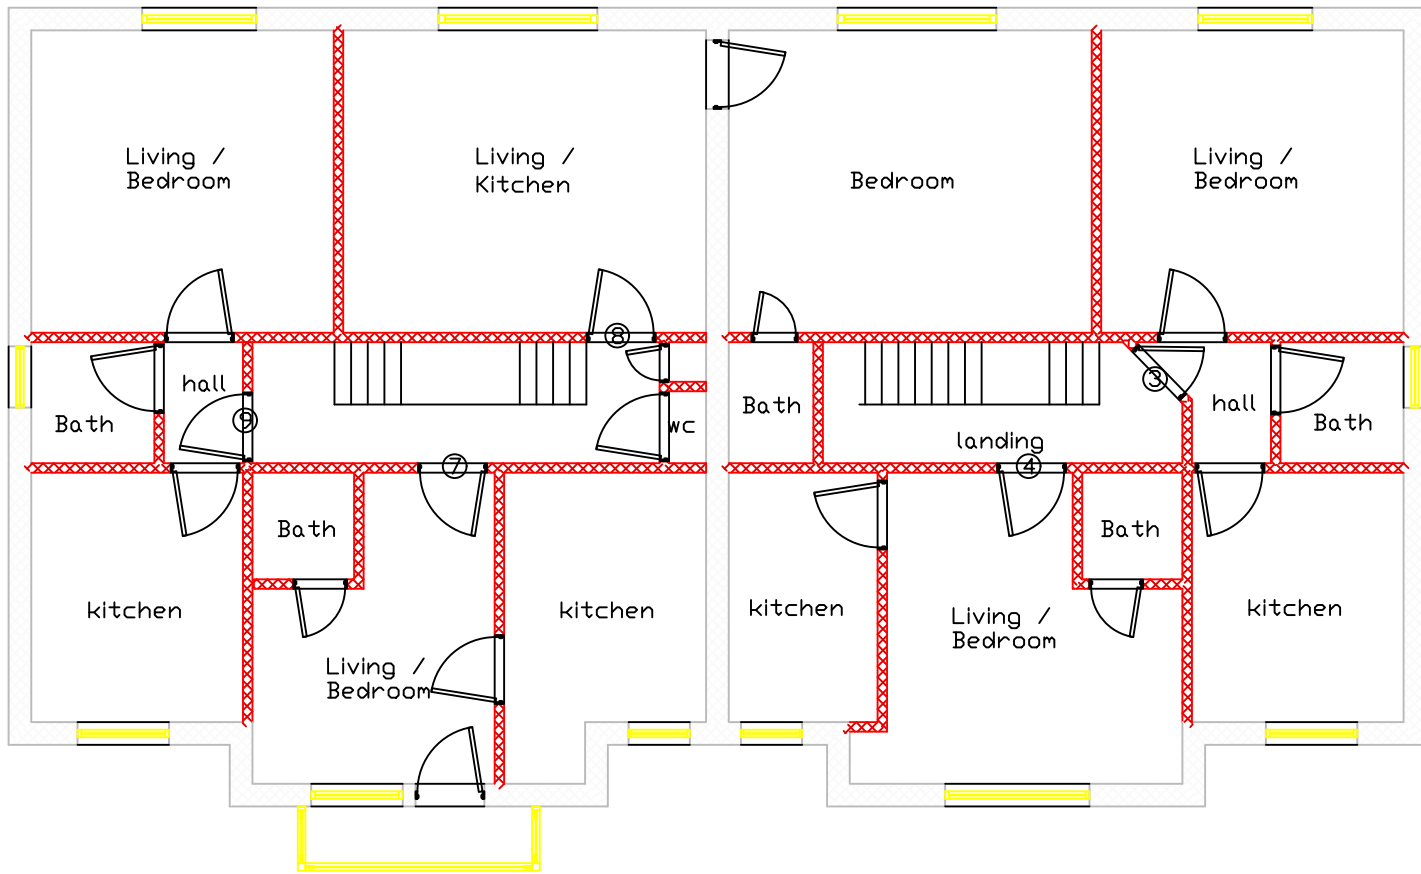 Living /
Bedroom
Living /
Kitchen
Bedroom
Living /
Bedroom
8
hall
Bath
9
wc
3
Bath
hall
Bath
landing
7
4
Bath
Bath
kitchen
kitchen
kitchen
Living /
Bedroom
kitchen
Living /
Bedroom